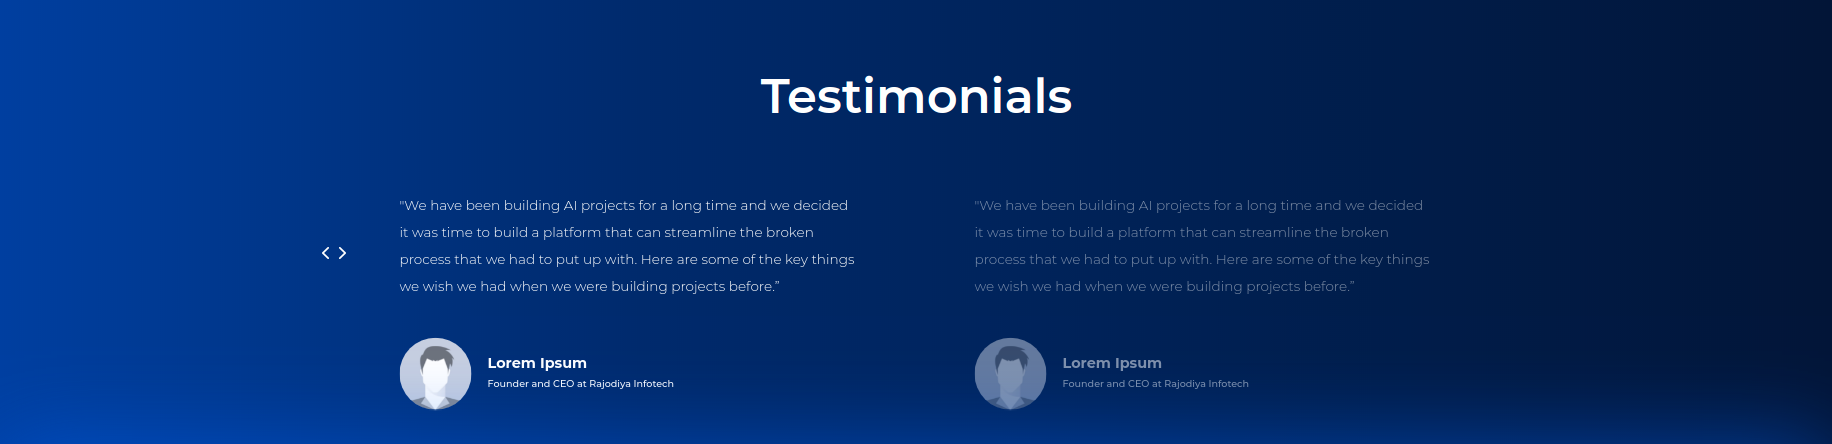 Testimonials
"We have been building AI projects for a long time and we decided
it was time to build a platform that can streamline the broken
process that we had to put up with. Here are some of the key things
we wish we had when we were building projects before.”
Lorem Ipsum
Founder and CEO at Rajodiya Infotech
"We have been building AI projects for a long time and we decided
it was time to build a platform that can streamline the broken
process that we had to put up with. Here are some of the key things
we wish we had when we were building projects before.”
Lorem Ipsum
Founder and CEO at Rajodiya Infotech